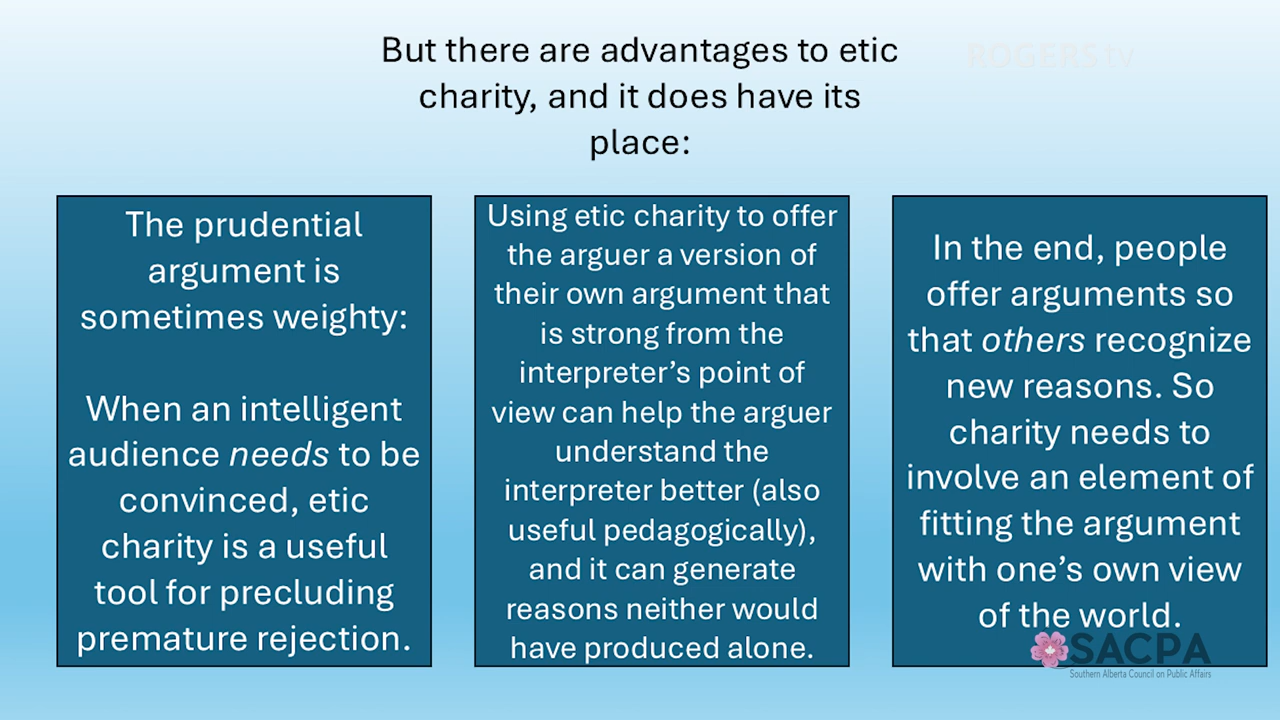 But there are advantages to etic
charity, and it does have its
place:
ROGERS tv
The prudential
argument is
sometimes weighty:
When an intelligent
audience needs to be
convinced, etic
charity is a useful
tool for precluding
premature rejection.
Using etic charity to offer
the arguer a version of
their own argument that
is strong from the
interpreter’s point of
view can help the arguer
understand the
interpreter better (also
useful pedagogically),
and it can generate
reasons neither would
have produced alone.
In the end, people
offer arguments so
that others recognize
new reasons. So
charity needs to
involve an element of
fitting the argument
with one’s own view
of the world.
SACPA
Southern Alberta Council on Public Affairs